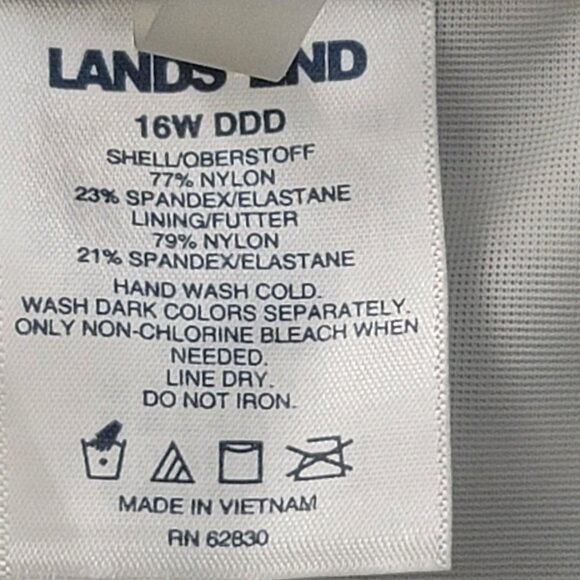 LANDS' END
16W DDD
SHELL/OBERSTOFF
77% NYLON
23% SPANDEX/ELASTANE
LINING/FUTTER
79% NYLON
21% SPANDEX/ELASTANE
HAND WASH COLD.
WASH DARK COLORS SEPARATELY.
ONLY NON-CHLORINE BLEACH WHEN
NEEDED.
LINE DRY.
DO NOT IRON.
MADE IN VIETNAM
RN 62830